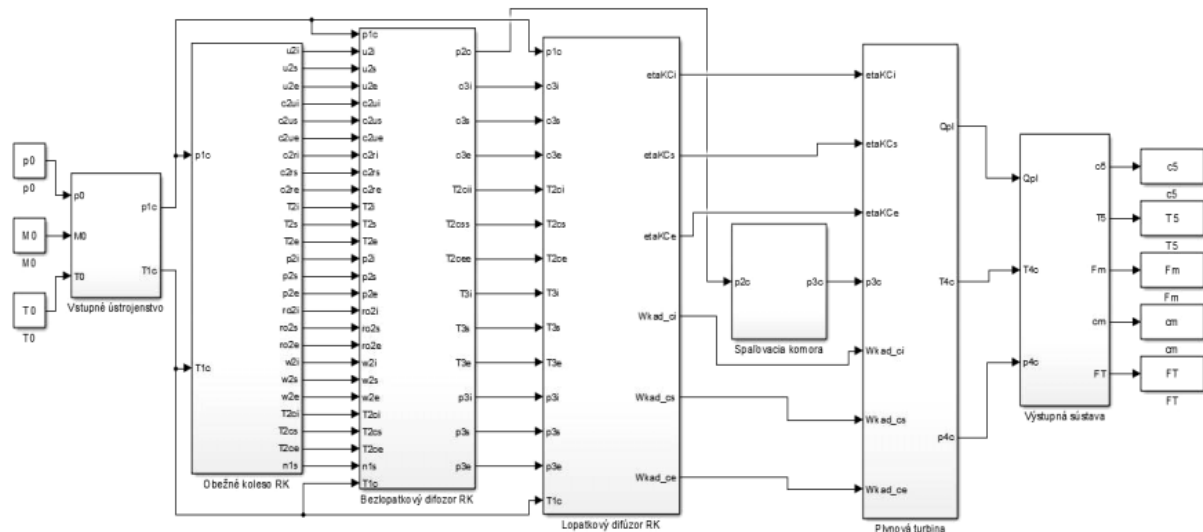 p0
p0
M0
M0
T0
T0
p0
M0
T0
p1c
T1c
Vstupné ústrojenstvo
p1c
T1c
u2i
u2s
u2e
c2ui
c2us
c2ue
c2ri
c2rs
c2re
T2i
T2s
T2e
p2i
p2s
p2e
ro2i
ro2s
ro2e
w2i
w2s
w2e
T2ci
T2cs
T2ce
n1s
Obežné koleso RK
p1c
u2i
u2s
u2e
c2ui
c2us
c2ue
c2ri
c2rs
c2re
T2i
T2s
T2e
p2i
p2s
p2e
ro2i
ro2s
ro2e
w2i
w2s
w2e
T2ci
T2cs
T2ce
n1s
T1c
p2c
c3i
c3s
c3e
T2cii
T2css
T2cee
T3i
T3s
T3e
p3i
p3s
p3e
Bezlopatkový difozor RK
p1c
c3i
c3s
c3e
T2ci
T2cs
T2ce
T3i
T3s
T3e
p3i
p3s
p3e
T1c
etaKCi
etaKCs
etaKCe
Wkad_ci
Wkad_cs
Wkad_ce
Lopatkový difúzor RK
p2c
p3c
Spaľovacia komora
etaKCi
etaKCs
etaKCe
p3c
Wkad_ci
Wkad_cs
Wkad_ce
Qpl
T4c
p4c
Plynová turbina
Qpl
T4c
p4c
c5
T5
Fm
cm
FT
Výstupná sústava
c5
c5
T5
T5
Fm
Fm
cm
cm
FT
FT